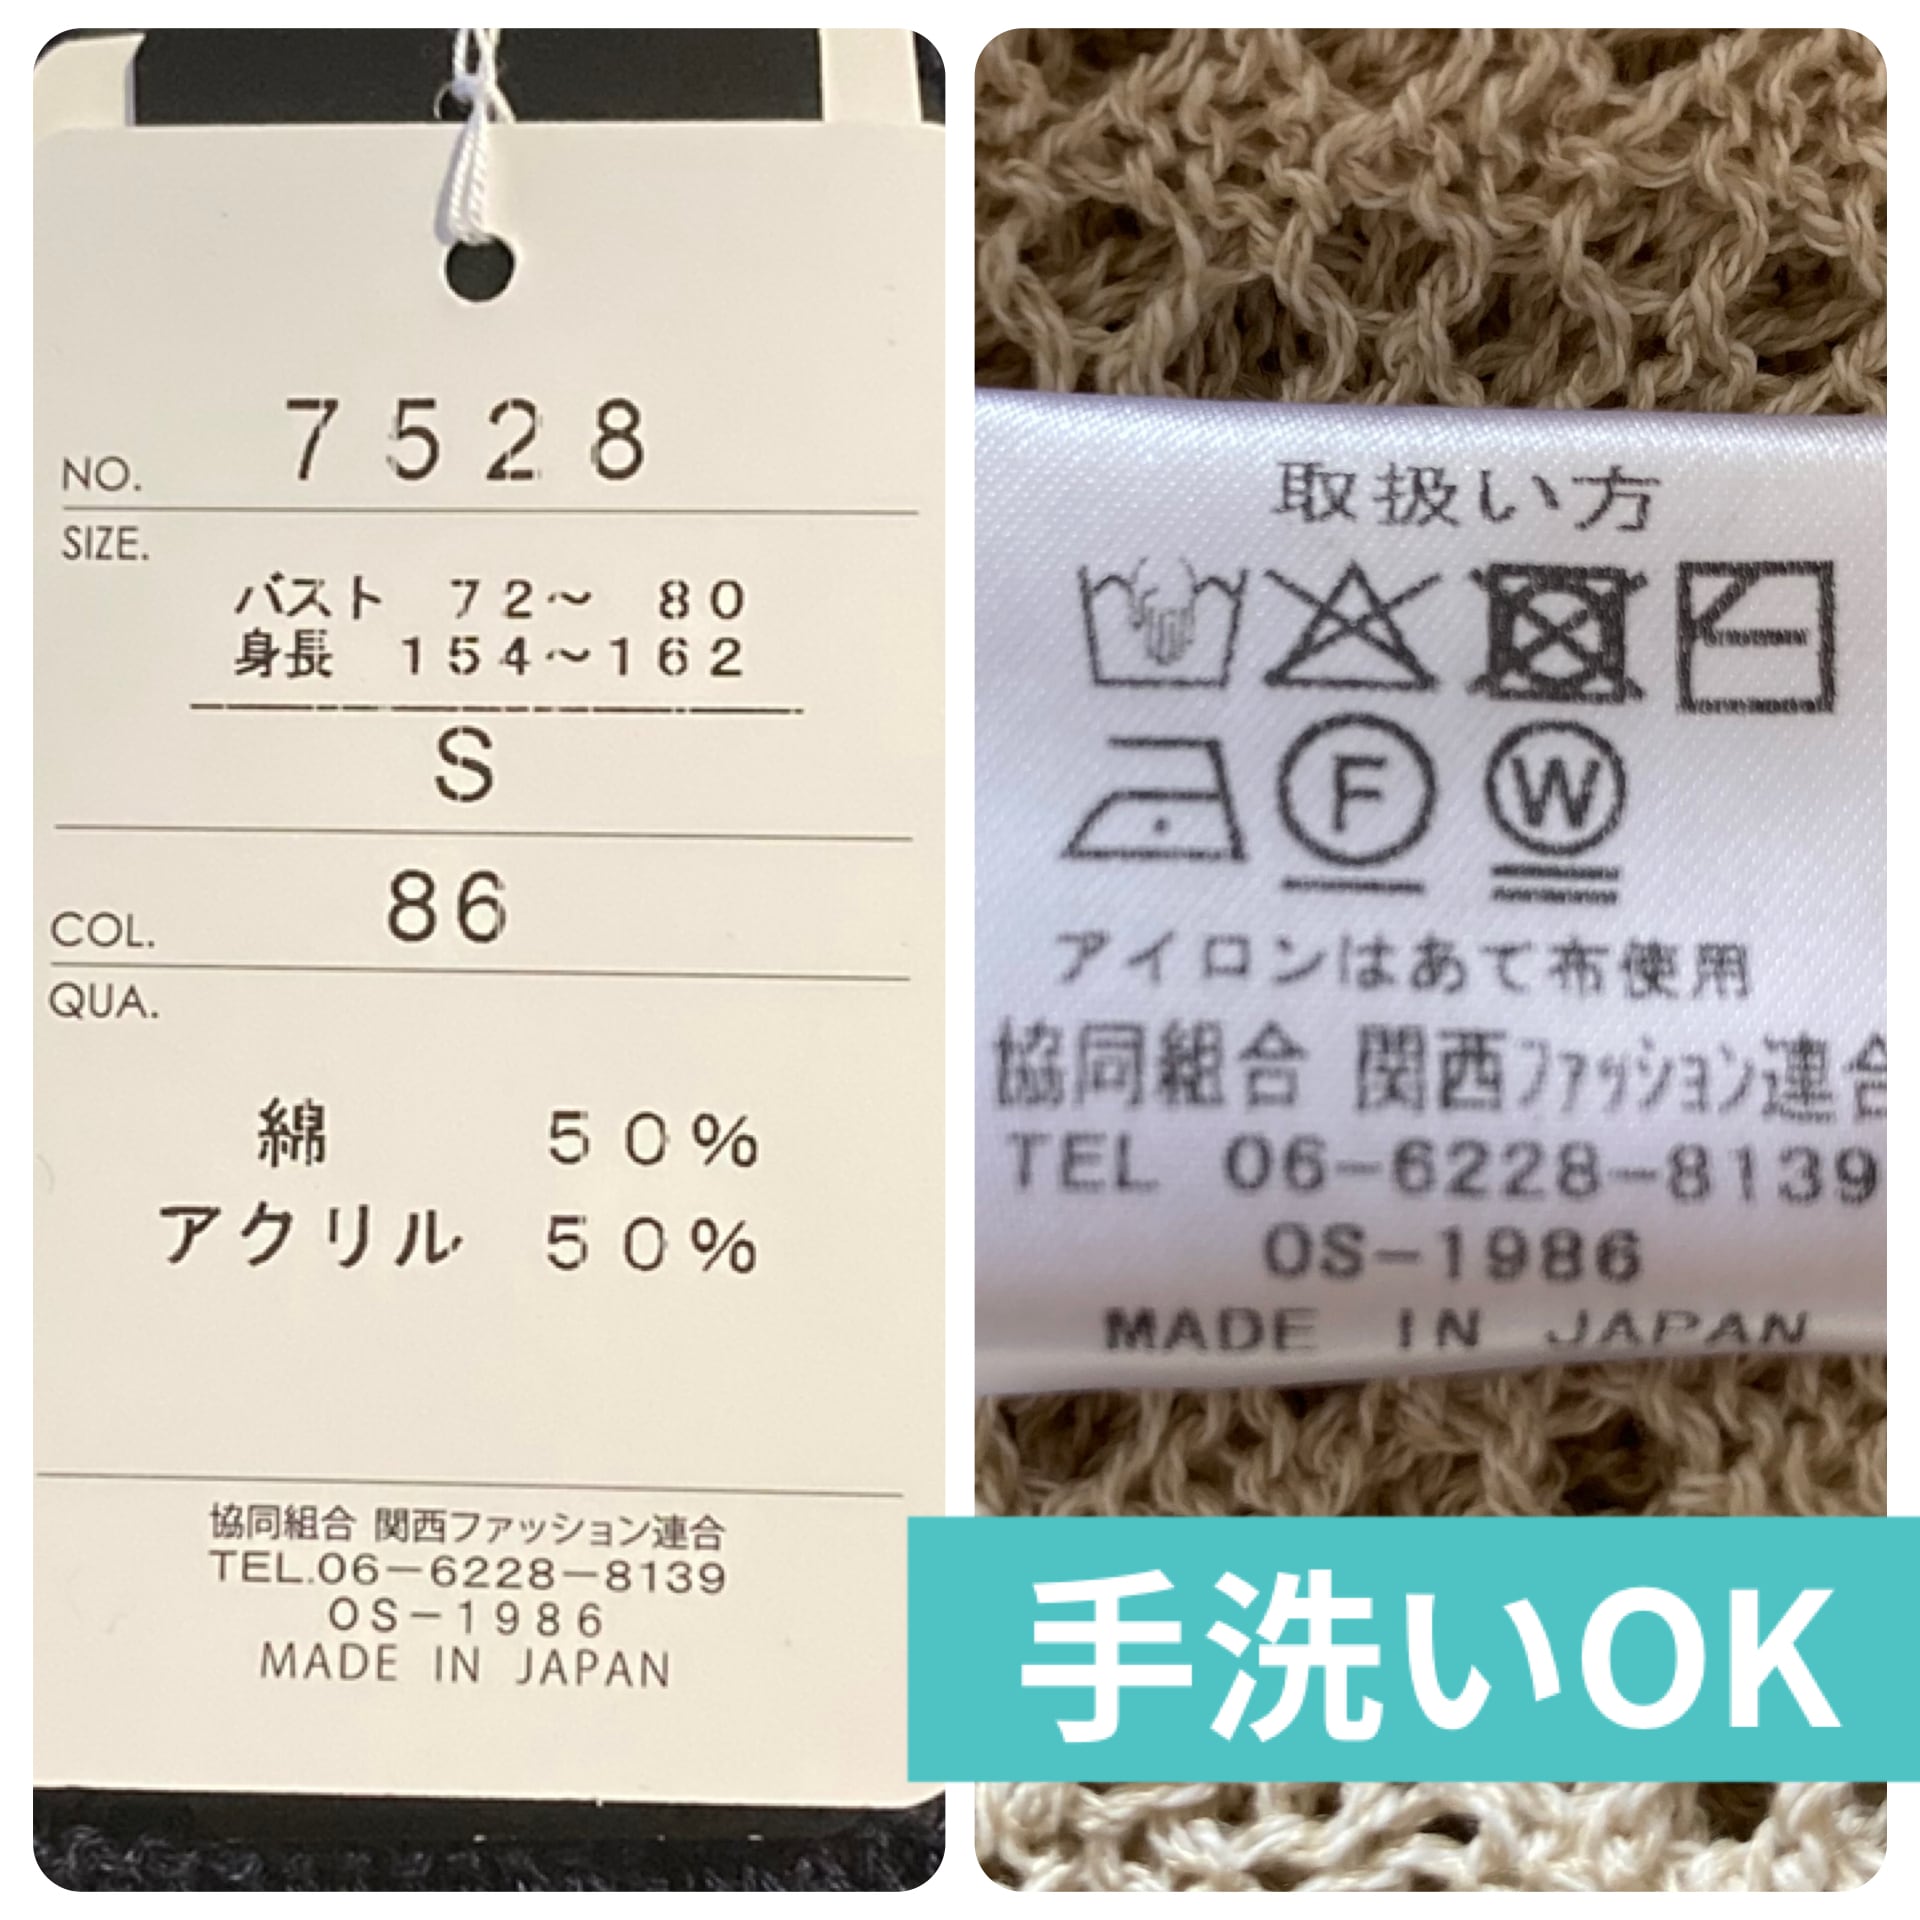 NO. 7528
SIZE.
バスト 72～ 80
身長 154～162
S
COL. 86
QUA.
綿 50%
アクリル 50%
協同組合 関西ファッション連合
TEL.06－6228－8139
OS－1986
MADE IN JAPAN
取扱い方
F W
アイロンはあて布使用
協同組合 関西ファッション連合
TEL 06－6228－8139
OS－1986
MADE IN JAPAN
手洗いOK